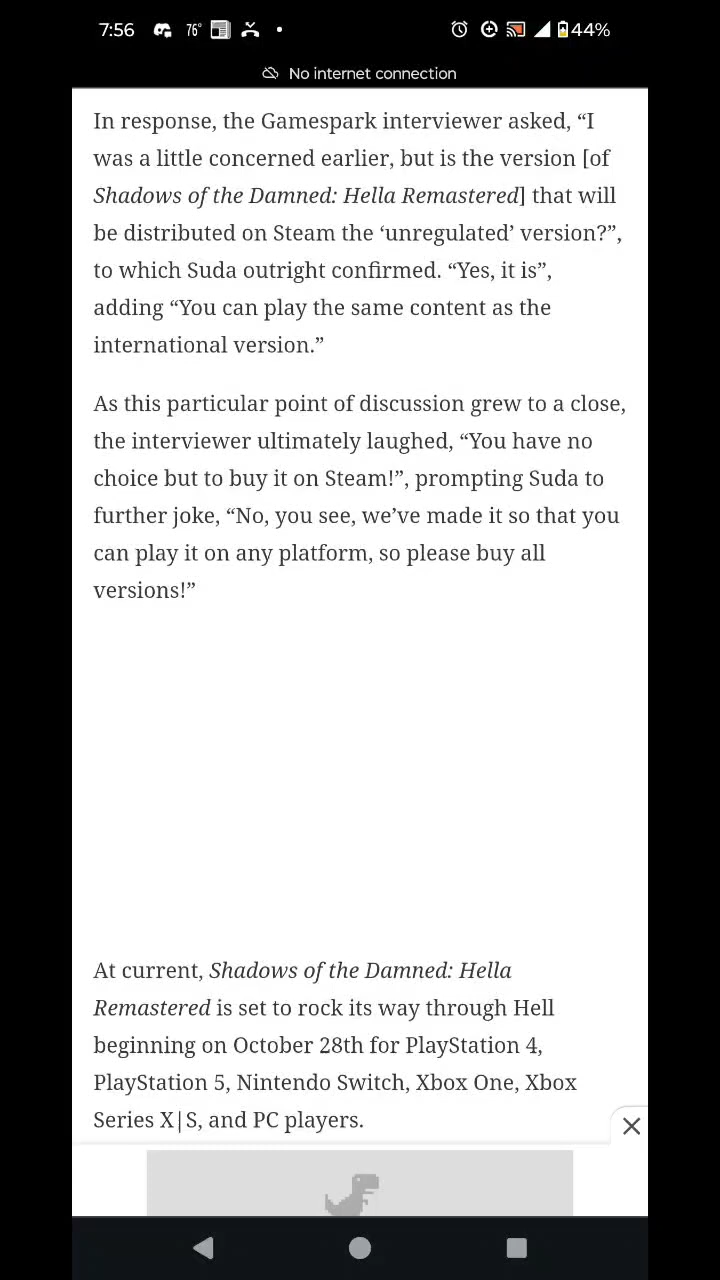 7:56 76° 44%
No internet connection
In response, the Gamespark interviewer asked, “I
was a little concerned earlier, but is the version [of
Shadows of the Damned: Hella Remastered] that will
be distributed on Steam the ‘unregulated’ version?”,
to which Suda outright confirmed. “Yes, it is”,
adding “You can play the same content as the
international version.”
As this particular point of discussion grew to a close,
the interviewer ultimately laughed, “You have no
choice but to buy it on Steam!”, prompting Suda to
further joke, “No, you see, we’ve made it so that you
can play it on any platform, so please buy all
versions!”
At current, Shadows of the Damned: Hella
Remastered is set to rock its way through Hell
beginning on October 28th for PlayStation 4,
PlayStation 5, Nintendo Switch, Xbox One, Xbox
Series X|S, and PC players.